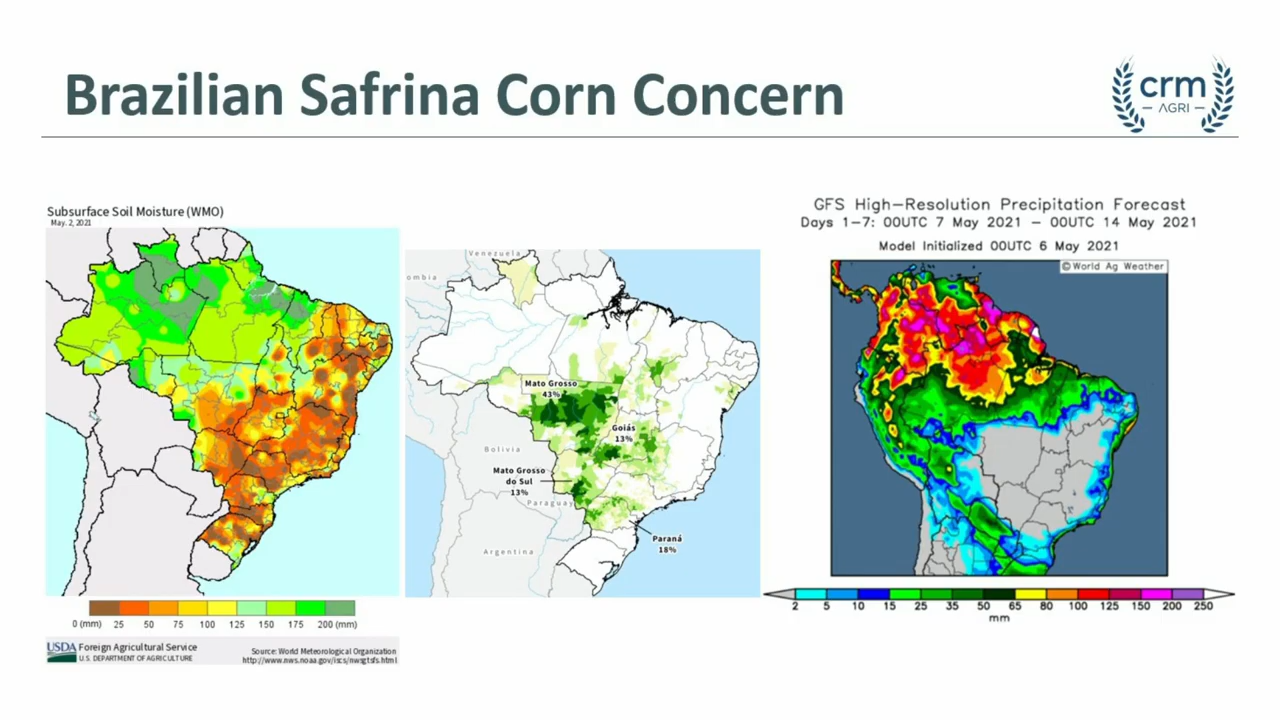 Brazilian Safrina Corn Concern
crm
AGRI
Subsurface Soil Moisture (WMO)
May. 2, 2021
0 (mm) 25 50 75 100 125 150 175 200 (mm)
USDA Foreign Agricultural Service
U.S. DEPARTMENT OF AGRICULTURE
Source: World Meteorological Organization
http://www.nws.noaa.gov/iscs/nwsgtsfs.html
Venezuela
ombia
Mato Grosso
43%
Goiás
13%
Bolivia
Mato Grosso
do Sul
13%
Paraguay
Paraná
18%
Argentina
GFS High-Resolution Precipitation Forecast
Days 1-7: 00UTC 7 May 2021 - 00UTC 14 May 2021
Model Initialized 00UTC 6 May 2021
© World Ag Weather
2 5 10 15 25 35 50 65 80 100 125 150 200 250
mm